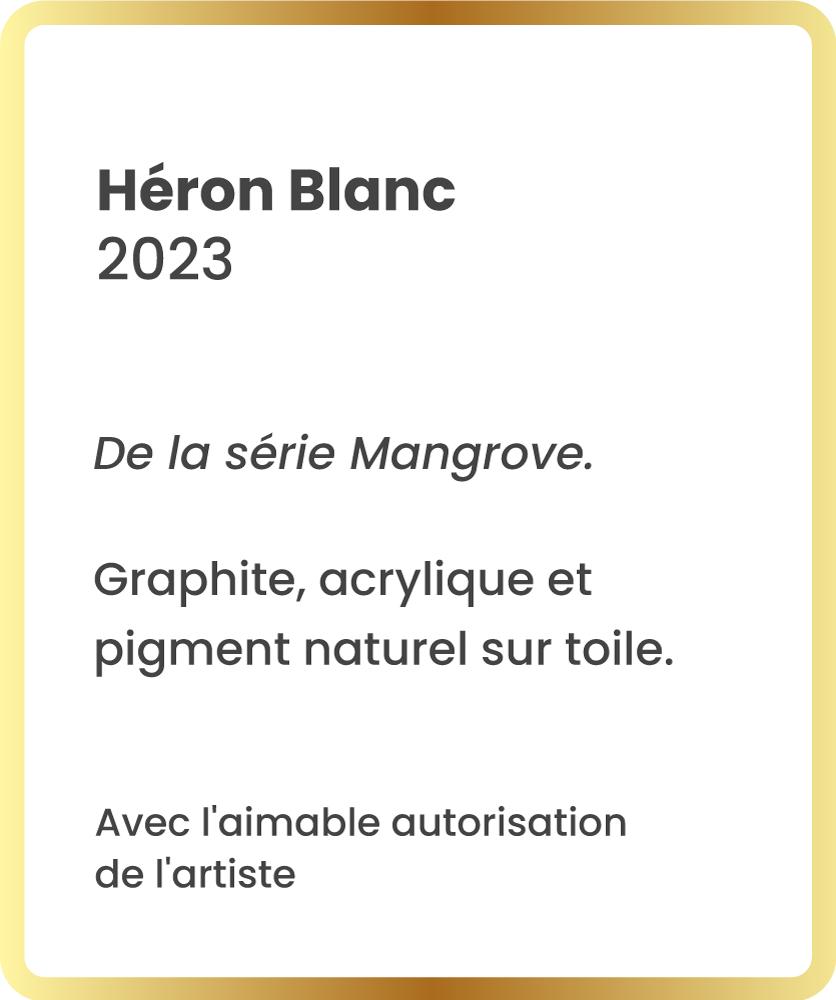 Héron Blanc
2023
De la série Mangrove.
Graphite, acrylique et
pigment naturel sur toile.
Avec l'aimable autorisation
de l'artiste